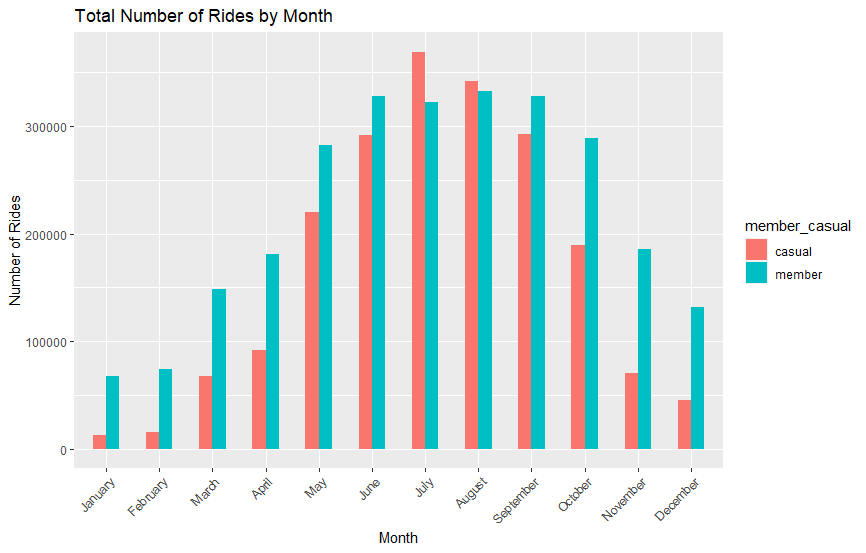 Total Number of Rides by Month
Number of Rides
300000
200000
100000
0
January
February
March
April
May
June
July
August
September
October
November
December
Month
member_casual
casual
member